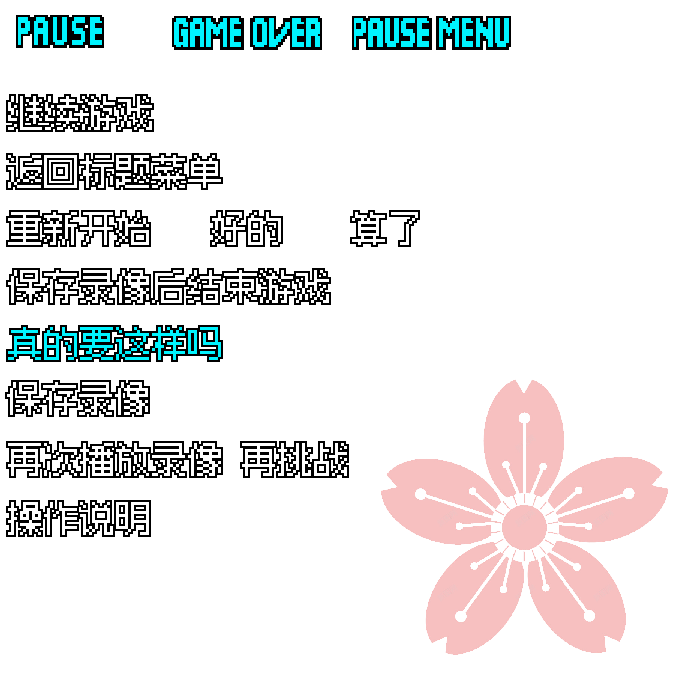 PAUSE GAME OVER PAUSE MENU
继续游戏
返回标题菜单
重新开始 好的 算了
保存录像后结束游戏
真的要这样吗
保存录像
再次播放录像 再挑战
操作说明